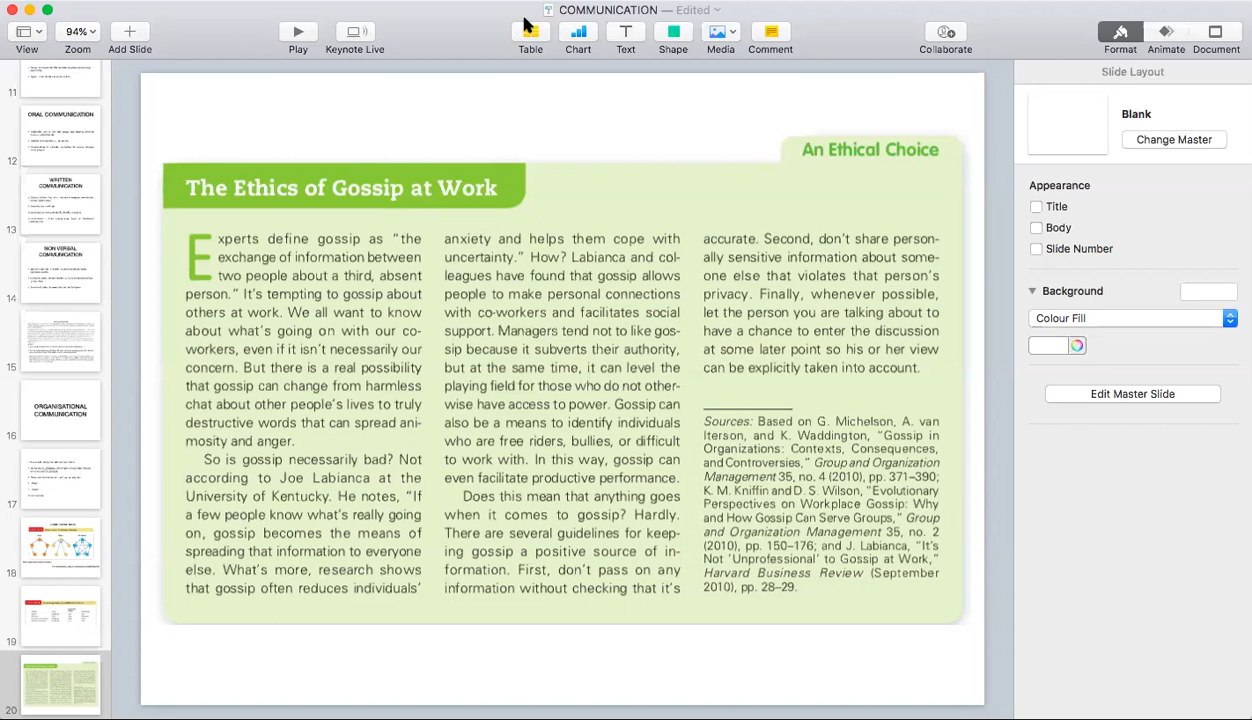 COMMUNICATION — Edited
View
94%
Zoom
Add Slide
Play
Keynote Live
Table
Chart
Text
Shape
Media
Comment
Collaborate
Format
Animate
Document
11
ORAL COMMUNICATION
12
WRITTEN
COMMUNICATION
13
NON VERBAL
COMMUNICATION
14
15
ORGANISATIONAL
COMMUNICATION
16
17
18
19
20
An Ethical Choice
The Ethics of Gossip at Work
Experts define gossip as “the
exchange of information between
two people about a third, absent
person.” It’s tempting to gossip about
others at work. We all want to know
about what’s going on with our co-
workers, even if it isn’t necessarily our
concern. But there is a real possibility
that gossip can change from harmless
chat about other people’s lives to truly
destructive words that can spread ani-
mosity and anger.
So is gossip necessarily bad? Not
according to Joe Labianca at the
University of Kentucky. He notes, “If
a few people know what’s really going
on, gossip becomes the means of
spreading that information to everyone
else. What’s more, research shows
that gossip often reduces individuals’
anxiety and helps them cope with
uncertainty.” How? Labianca and col-
leagues have found that gossip allows
people to make personal connections
with co-workers and facilitates social
support. Managers tend not to like gos-
sip because it subverts their authority,
but at the same time, it can level the
playing field for those who do not other-
wise have access to power. Gossip can
also be a means to identify individuals
who are free riders, bullies, or difficult
to work with. In this way, gossip can
even facilitate productive performance.
Does this mean that anything goes
when it comes to gossip? Hardly.
There are several guidelines for keep-
ing gossip a positive source of in-
formation. First, don’t pass on any
information without checking that it’s
accurate. Second, don’t share person-
ally sensitive information about some-
one else that violates that person’s
privacy. Finally, whenever possible,
let the person you are talking about to
have a chance to enter the discussion
at some later point so his or her view
can be explicitly taken into account.
Sources: Based on G. Michelson, A. van
Iterson, and K. Waddington, “Gossip in
Organizations: Contexts, Consequences,
and Controversies,” Group and Organization
Management 35, no. 4 (2010), pp. 371–390;
K. M. Kniffin and D. S. Wilson, “Evolutionary
Perspectives on Workplace Gossip: Why
and How Gossip Can Serve Groups,” Group
and Organization Management 35, no. 2
(2010), pp. 150–176; and J. Labianca, “It’s
Not ‘Unprofessional’ to Gossip at Work,”
Harvard Business Review (September
2010), pp. 28–29.
Slide Layout
Blank
Change Master
Appearance
Title
Body
Slide Number
Background
Colour Fill
Edit Master Slide